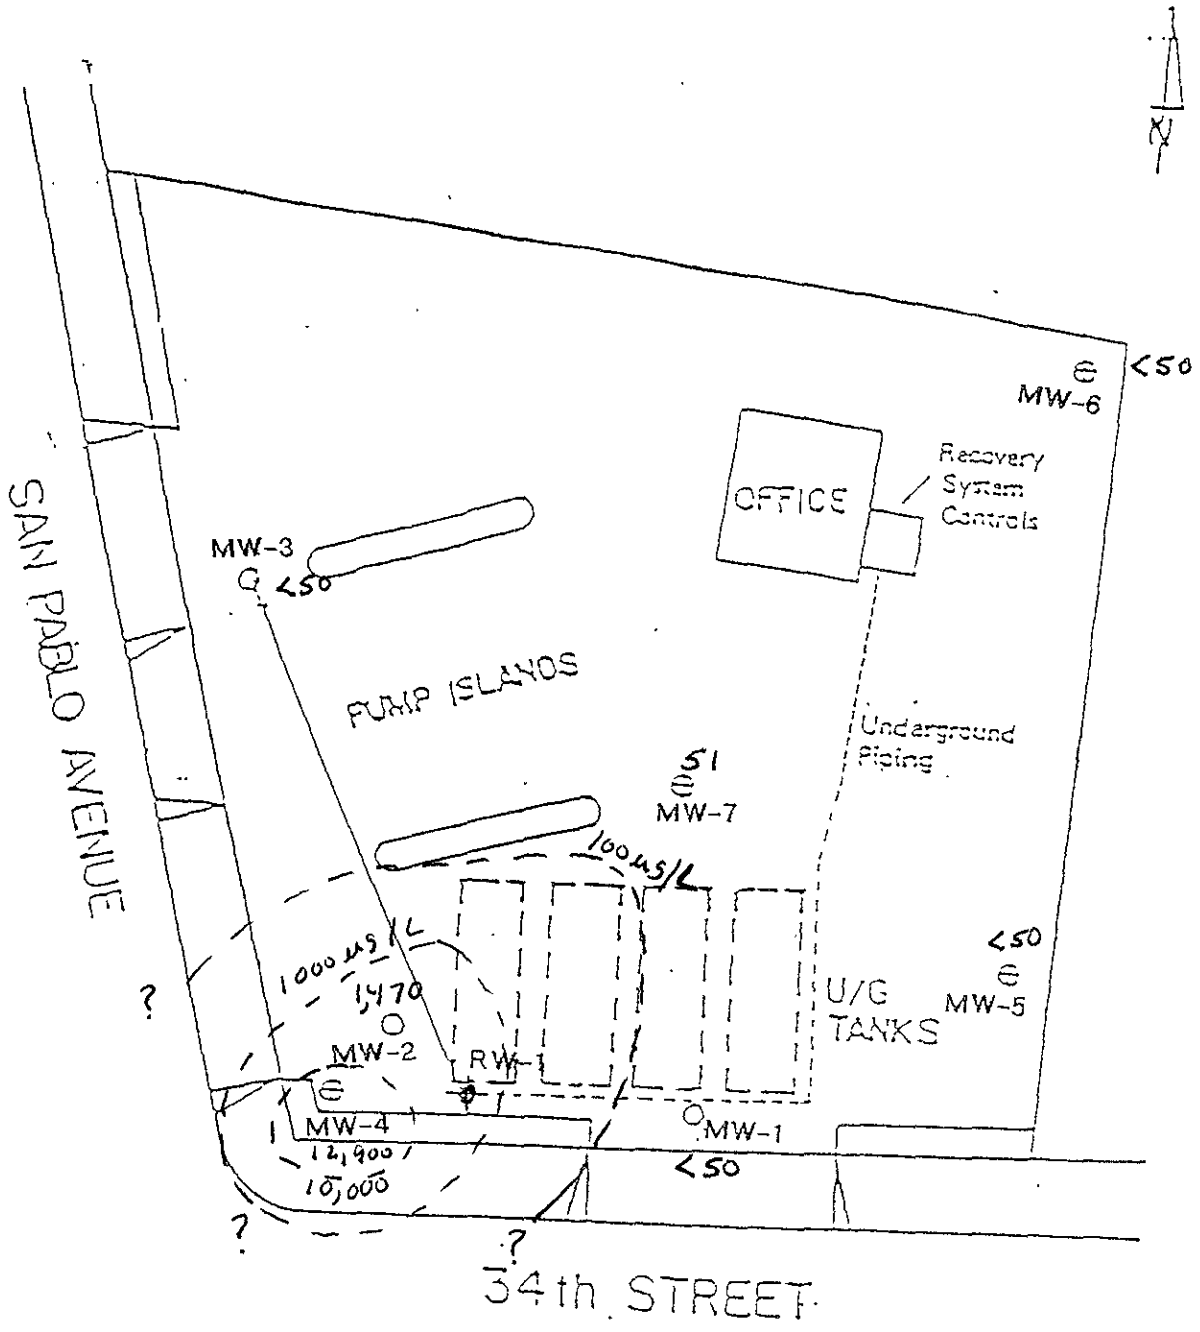 N
<50
MW-6
Recovery
System
Controls
OFFICE
SAN PABLO AVENUE
MW-3
<50
PUMP ISLANDS
Underground
Piping
51
MW-7
100 µg/L
1000 µg/L
1,470
MW-2
RW-1
<50
MW-5
U/G
TANKS
?
MW-4
12,900
10,000
MW-1
<50
?
?
34th STREET